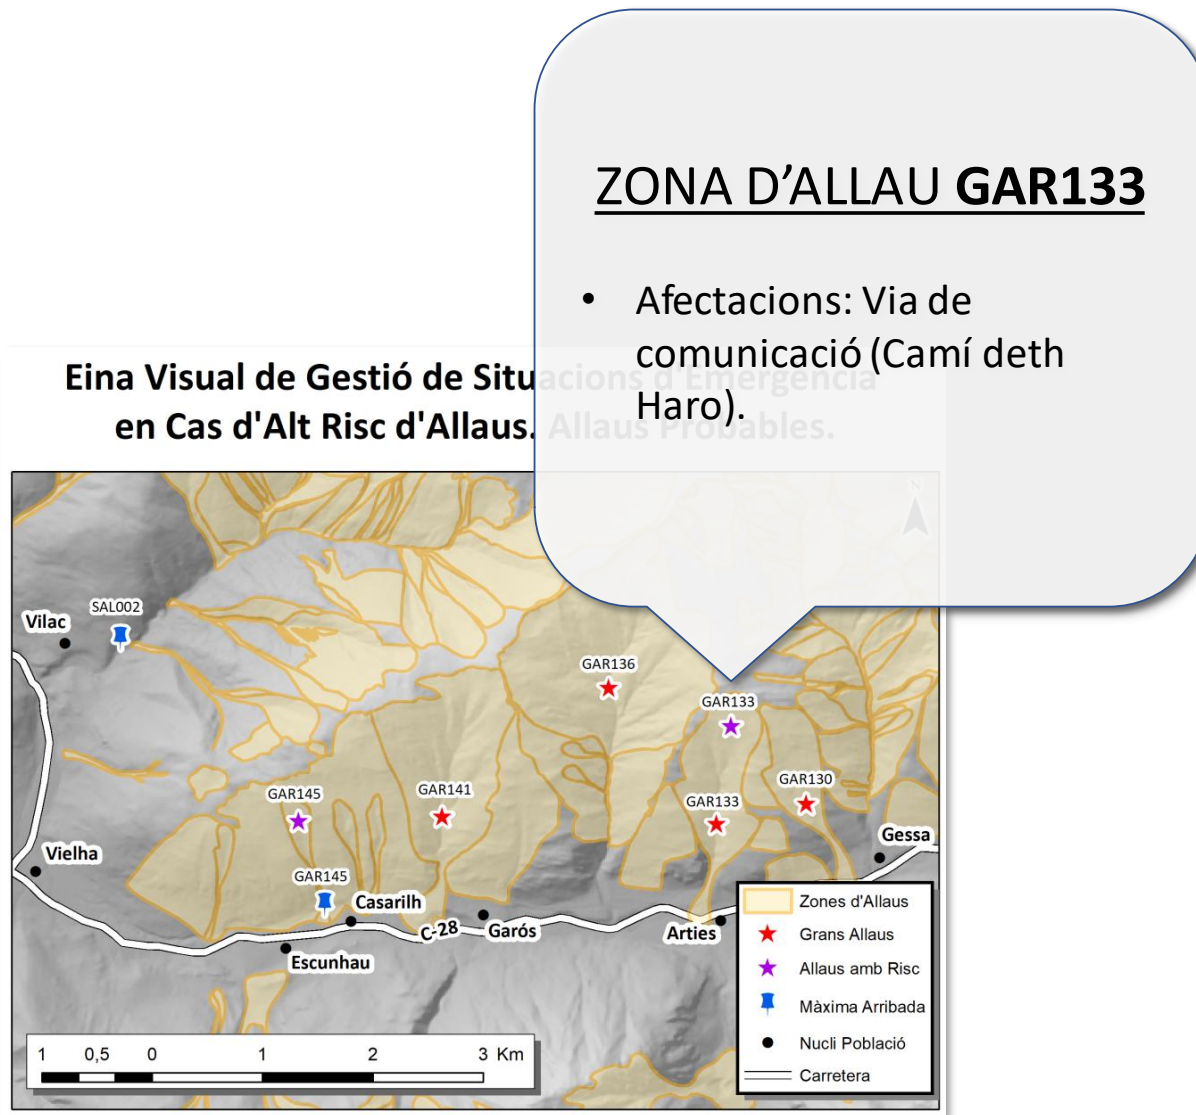 ZONA D’ALLAU GAR133
• Afectacions: Via de
comunicació (Camí deth
Haro).
Eina Visual de Gestió de Situacions d'Emergència
en Cas d'Alt Risc d'Allaus. Allaus Probables.
N
SAL002
Vilac
GAR136
GAR133
GAR145
GAR141
GAR130
GAR133
Gessa
Vielha
GAR145
Casarilh
C-28
Garós
Arties
Escunhau
Zones d'Allaus
Grans Allaus
Allaus amb Risc
Màxima Arribada
Nucli Població
Carretera
1 0,5 0 1 2 3 Km